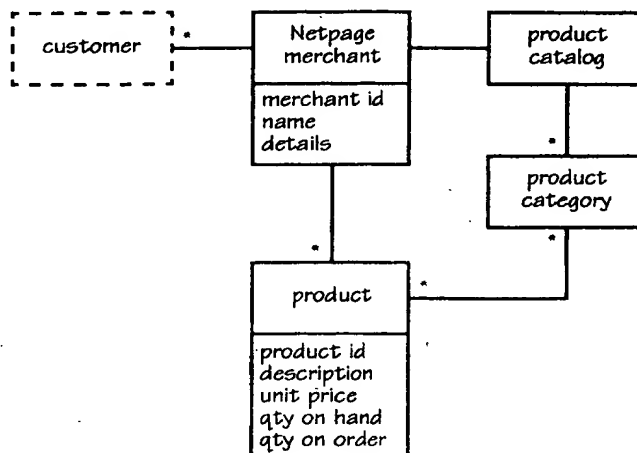 customer
*
Netpage
merchant
product
catalog
merchant id
name
details
*
product
category
*
*
*
product
product id
description
unit price
qty on hand
qty on order